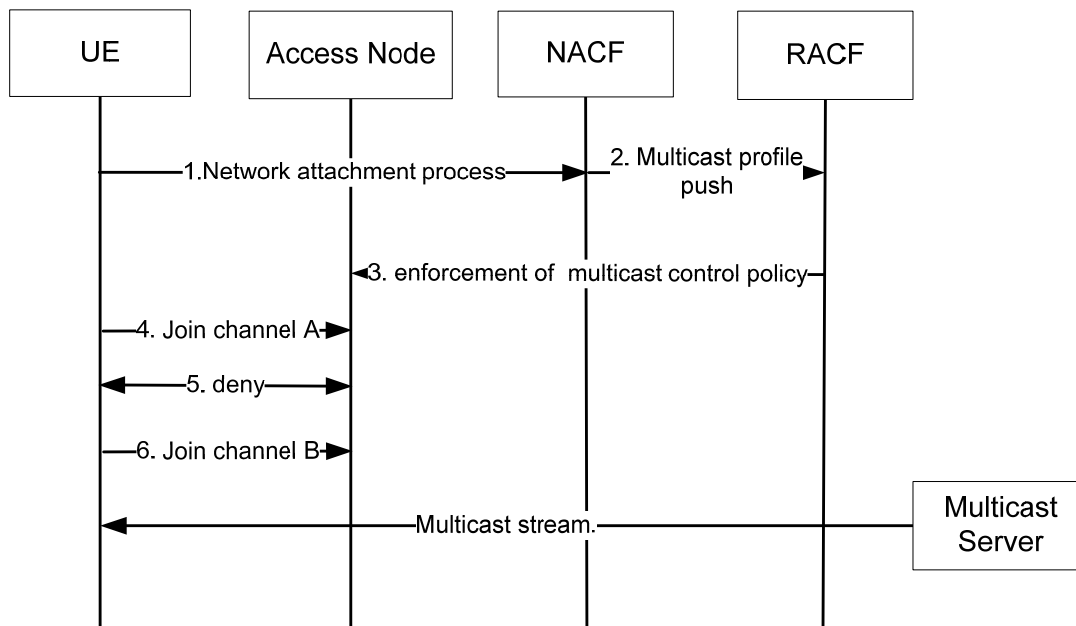 UE
Access Node
NACF
RACF
1.Network attachment process
2. Multicast profile
push
3. enforcement of multicast control policy
4. Join channel A
5. deny
6. Join channel B
Multicast stream.
Multicast
Server